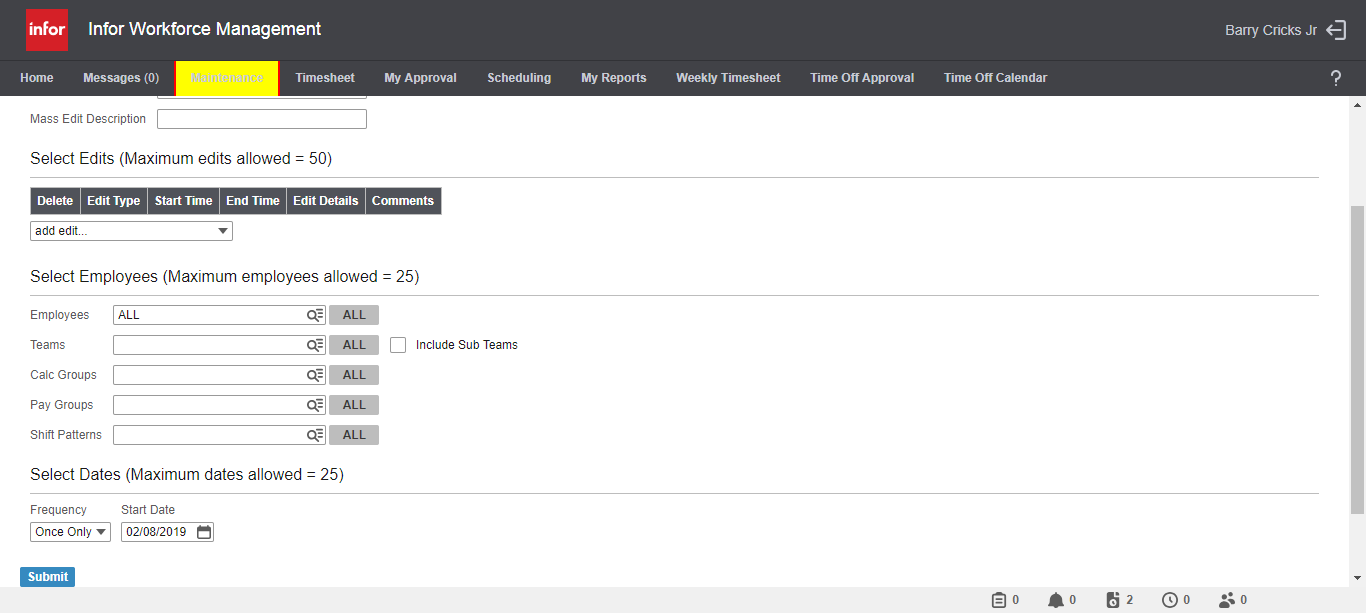 infor Infor Workforce Management Barry Cricks Jr
Home Messages (0) Maintenance Timesheet My Approval Scheduling My Reports Weekly Timesheet Time Off Approval Time Off Calendar ?
Mass Edit Description
Select Edits (Maximum edits allowed = 50)
Delete Edit Type Start Time End Time Edit Details Comments
add edit...
Select Employees (Maximum employees allowed = 25)
Employees ALL ALL
Teams ALL Include Sub Teams
Calc Groups ALL
Pay Groups ALL
Shift Patterns ALL
Select Dates (Maximum dates allowed = 25)
Frequency Start Date
Once Only 02/08/2019
Submit
0 0 2 0 0